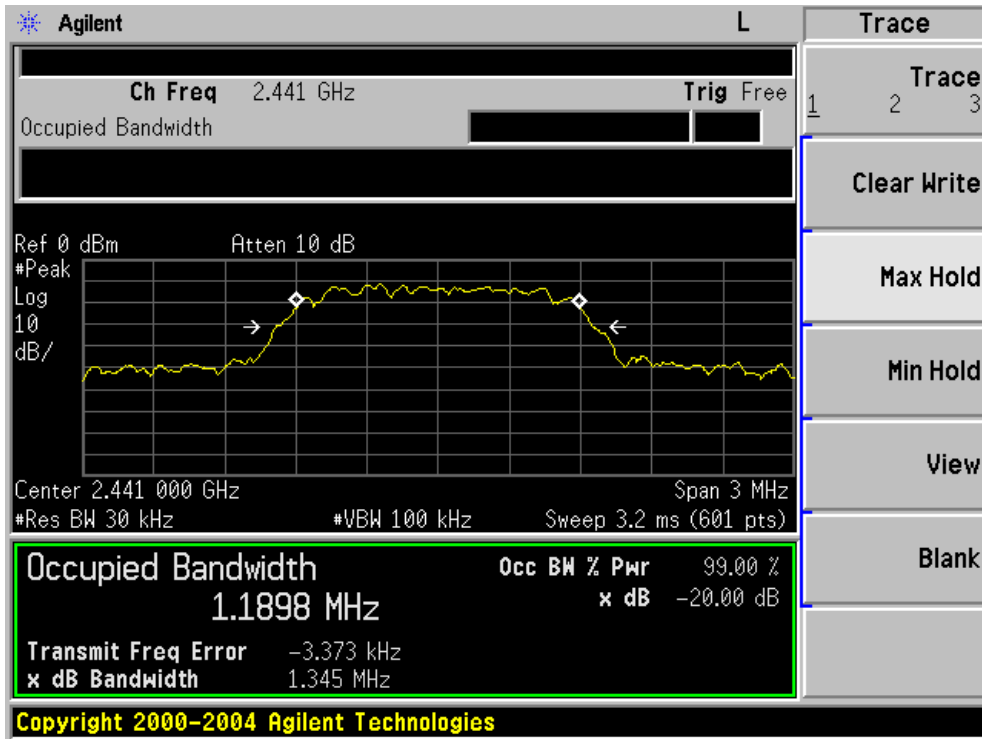 Agilent L Trace
Ch Freq 2.441 GHz Trig Free
Occupied Bandwidth
Trace
1 2 3
Clear Write
Max Hold
Min Hold
View
Blank
Ref 0 dBm Atten 10 dB
#Peak
Log
10
dB/
Center 2.441 000 GHz Span 3 MHz
#Res BW 30 kHz #VBW 100 kHz Sweep 3.2 ms (601 pts)
Occupied Bandwidth Occ BW % Pwr 99.00 %
1.1898 MHz x dB -20.00 dB
Transmit Freq Error -3.373 kHz
x dB Bandwidth 1.345 MHz
Copyright 2000-2004 Agilent Technologies